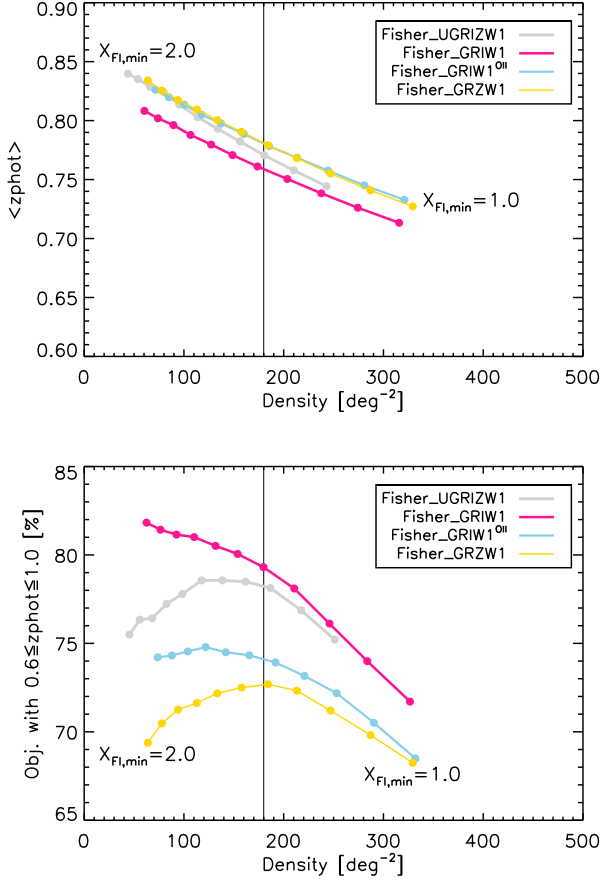 0.90
0.85
0.80
0.75
0.70
0.65
0.60
<zphot>
X_FI,min=2.0
Fisher_UGRIZW1
Fisher_GRIW1
Fisher_GRIW1^OII
Fisher_GRZW1
X_FI,min=1.0
0 100 200 300 400 500
Density [deg^-2]
85
80
75
70
65
Obj. with 0.6≤zphot≤1.0 [%]
Fisher_UGRIZW1
Fisher_GRIW1
Fisher_GRIW1^OII
Fisher_GRZW1
X_FI,min=2.0
X_FI,min=1.0
0 100 200 300 400 500
Density [deg^-2]